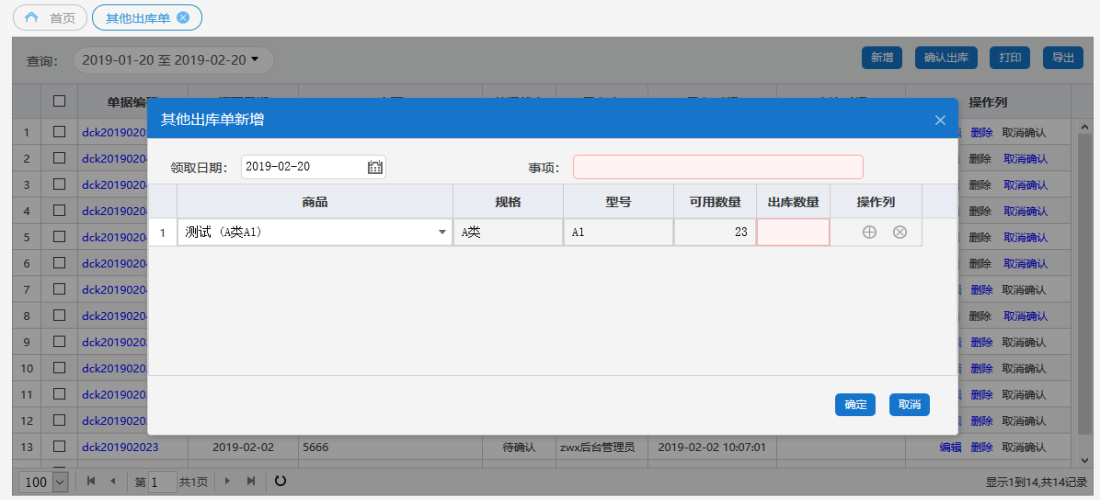 首页 其他出库单
查询: 2019-01-20 至 2019-02-20 新增 确认出库 打印 导出
单据编 操作列
其他出库单新增
领取日期: 2019-02-20 事项:
商品 规格 型号 可用数量 出库数量 操作列
1 测试 (A类A1) A类 A1 23
确定 取消
1 dck2019020 删除 取消确认
2 dck2019020 删除 取消确认
3 dck2019020 删除 取消确认
4 dck2019020 删除 取消确认
5 dck2019020 删除 取消确认
6 dck2019020 删除 取消确认
7 dck2019020 删除 取消确认
8 dck2019020 删除 取消确认
9 dck2019020 删除 取消确认
10 dck2019020 删除 取消确认
11 dck2019020 删除 取消确认
12 dck2019020 删除 取消确认
13 dck201902023 2019-02-02 5666 待确认 zwx后台管理员 2019-02-02 10:07:01 编辑 删除 取消确认
100 第 1 共1页 显示1到14,共14记录